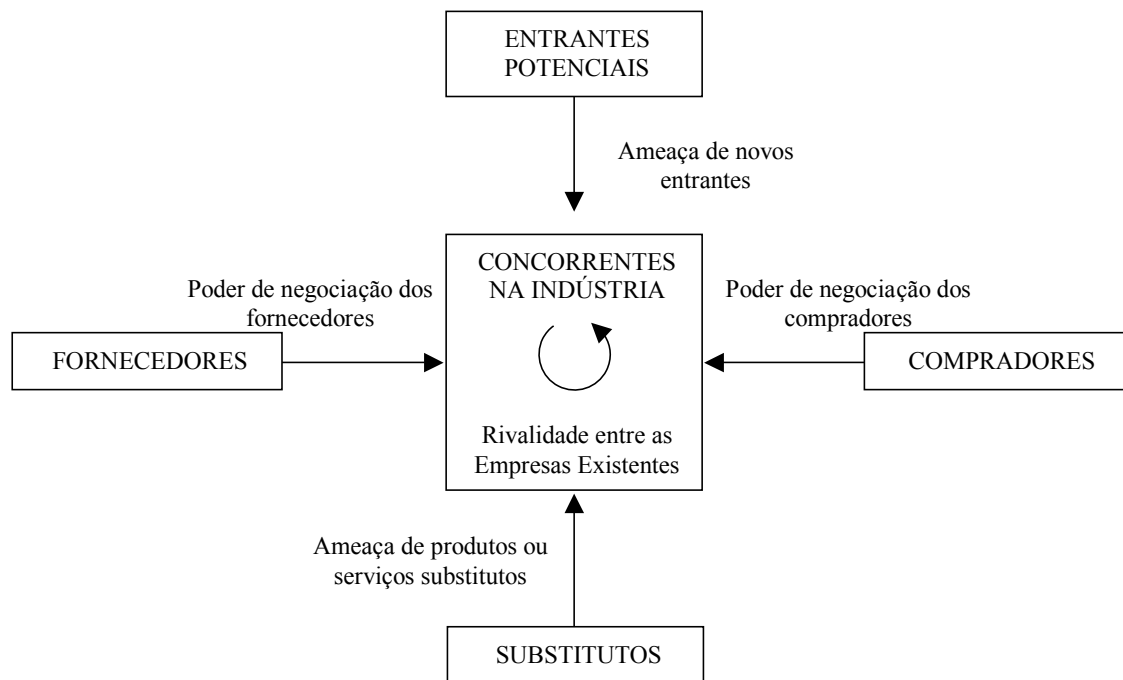 ENTRANTES
POTENCIAIS
Ameaça de novos
entrantes
CONCORRENTES
NA INDÚSTRIA
Poder de negociação dos
fornecedores
Poder de negociação dos
compradores
FORNECEDORES
COMPRADORES
Rivalidade entre as
Empresas Existentes
Ameaça de produtos ou
serviços substitutos
SUBSTITUTOS